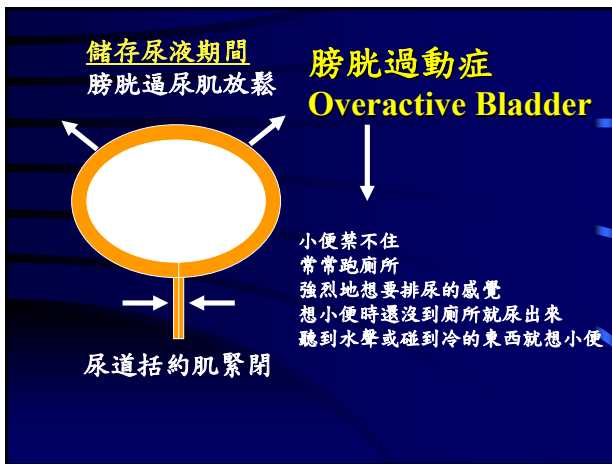 儲存尿液期間
膀胱逼尿肌放鬆
尿道括約肌緊閉
膀胱過動症
Overactive Bladder
小便禁不住
常常跑廁所
強烈地想要排尿的感覺
想小便時還沒到廁所就尿出來
聽到水聲或碰到冷的東西就想小便